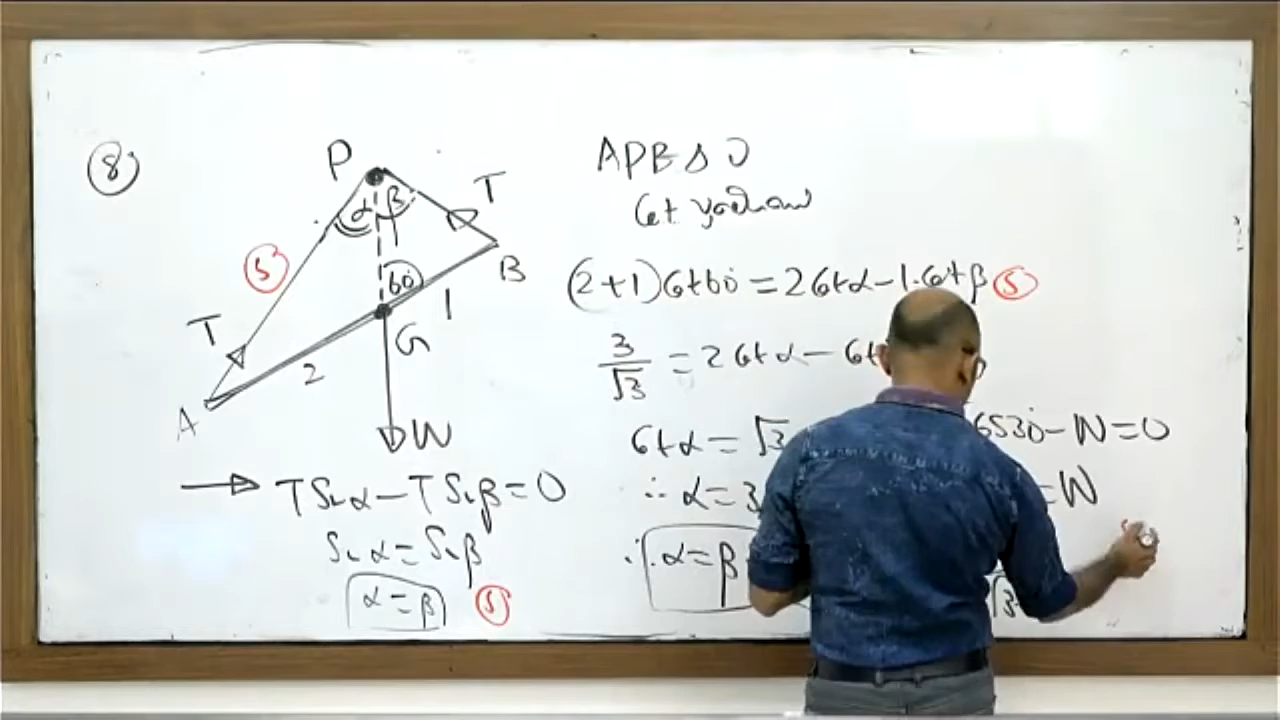 8
P
α β
T
5
60
B
T
1
G
2
A
W
→ T Sin α – T Sin β = 0
Sin α = Sin β
α = β 5
APB Δ
(2+1) Cot 60° = 2 Cot α – 1. Cot β 5
3/√3 = 2 Cot α –
Cot α = √3
Cos 30° – W = 0
∴ α = 3
= W
∴ α = β